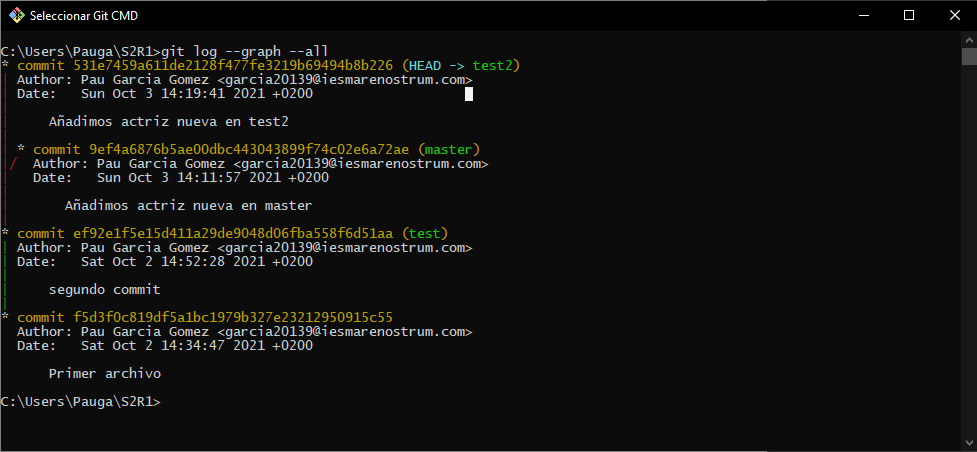 Seleccionar Git CMD
C:\Users\Pauga\S2R1>git log --graph --all
* commit 531e7459a611de2128f477fe3219b69494b8b226 (HEAD -> test2)
| Author: Pau Garcia Gomez <garcia20139@iesmarenostrum.com>
| Date:   Sun Oct 3 14:19:41 2021 +0200
|
|     Añadimos actriz nueva en test2
|
| * commit 9ef4a6876b5ae00dbc443043899f74c02e6a72ae (master)
|/  Author: Pau Garcia Gomez <garcia20139@iesmarenostrum.com>
|   Date:   Sun Oct 3 14:11:57 2021 +0200
|
|       Añadimos actriz nueva en master
|
* commit ef92e1f5e15d411a29de9048d06fba558f6d51aa (test)
| Author: Pau Garcia Gomez <garcia20139@iesmarenostrum.com>
| Date:   Sat Oct 2 14:52:28 2021 +0200
|
|     segundo commit
|
* commit f5d3f0c819df5a1bc1979b327e23212950915c55
  Author: Pau Garcia Gomez <garcia20139@iesmarenostrum.com>
  Date:   Sat Oct 2 14:34:47 2021 +0200
      Primer archivo
C:\Users\Pauga\S2R1>